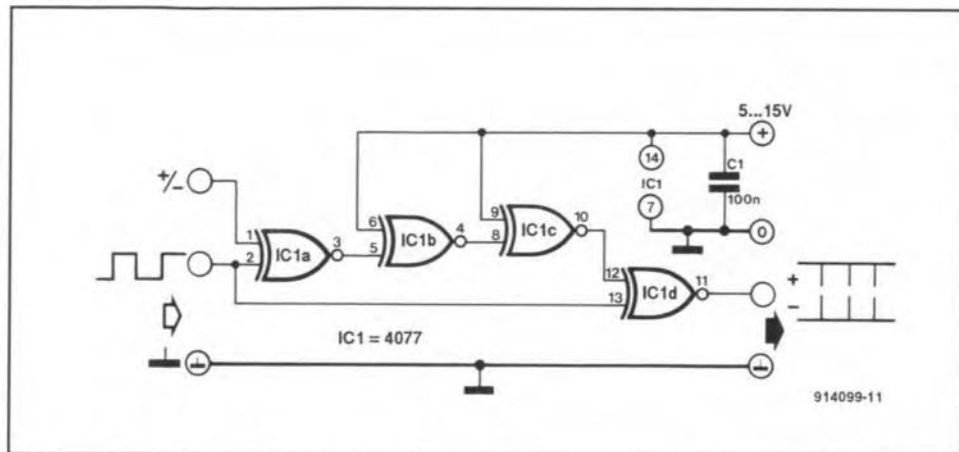 5...15V
+
14
C1
+/−
IC1
9
10
100n
1
6
IC1c
7
3
IC1b
4
8
IC1a
5
0
2
12
11
+
IC1d
−
13
IC1 = 4077
914099-11